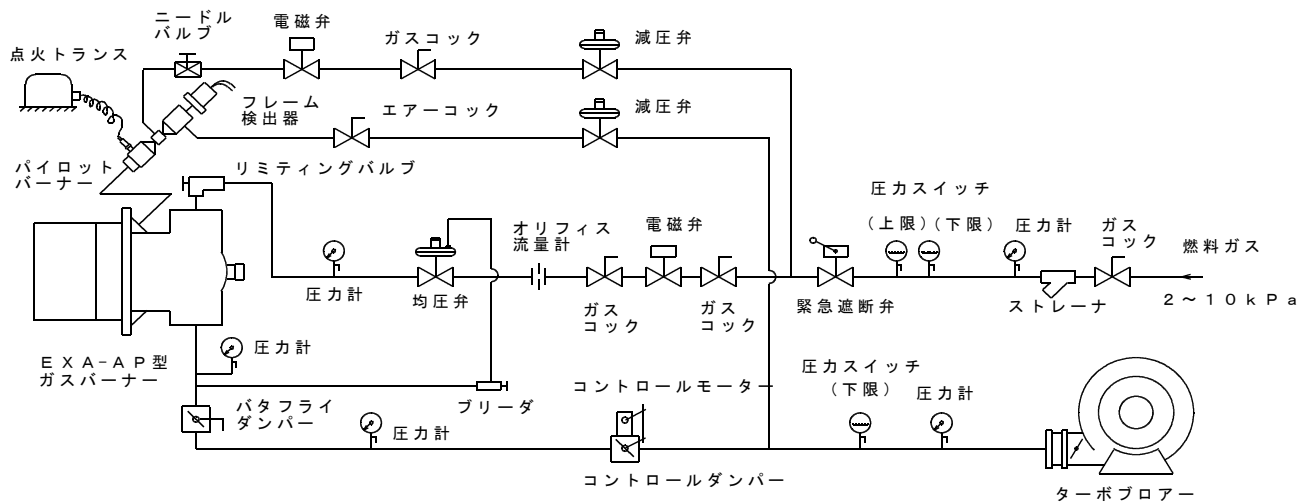 ニードル
バルブ
電磁弁
ガスコック
減圧弁
点火トランス
フレーム
検出器
エアーコック
減圧弁
パイロット
バーナー
リミティングバルブ
圧力スイッチ
(上限)(下限)
圧力計
ガス
コック
燃料ガス
2~10kPa
オリフィス
流量計
電磁弁
圧力計
均圧弁
ガス
コック
ガス
コック
緊急遮断弁
ストレーナ
EXA-AP型
ガスバーナー
圧力計
ブリーダ
コントロールモーター
圧力スイッチ
(下限)
圧力計
バタフライ
ダンパー
圧力計
コントロールダンパー
ターボブロアー